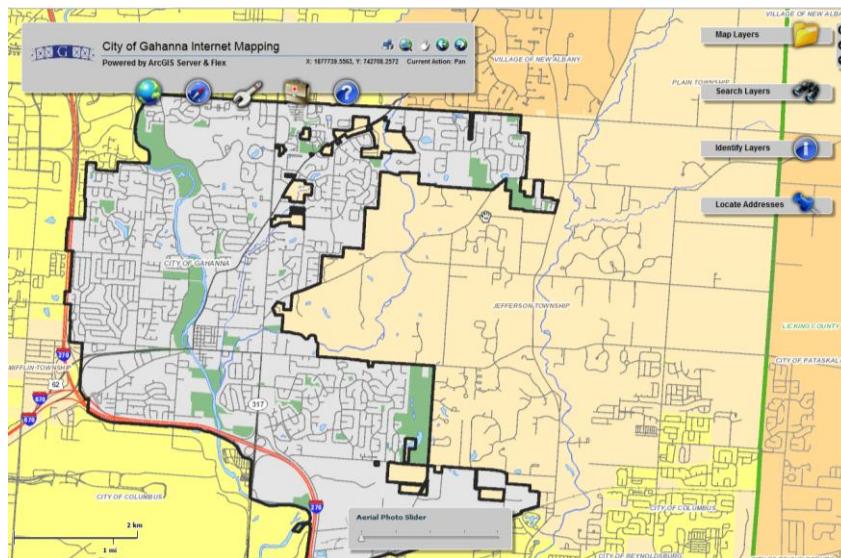 VILLAGE OF NEW ALBANY
City of Gahanna Internet Mapping
G
Powered by ArcGIS Server & Flex
X: 1877739.5563, Y: 742708.2572 Current Action: Pan
Map Layers
VILLAGE OF NEW ALBANY
PLAIN TOWNSHIP
Search Layers
Identify Layers
Locate Addresses
CITY OF GAHANNA
JEFFERSON TOWNSHIP
LICKING COUNTY
270
CITY OF PATASKALA
MIFFLIN TOWNSHIP
62
670
317
670
CITY OF COLUMBUS
270
CITY OF COLUMBUS
Aerial Photo Slider
2 km
1 mi
CITY OF REYNOLDSBURG